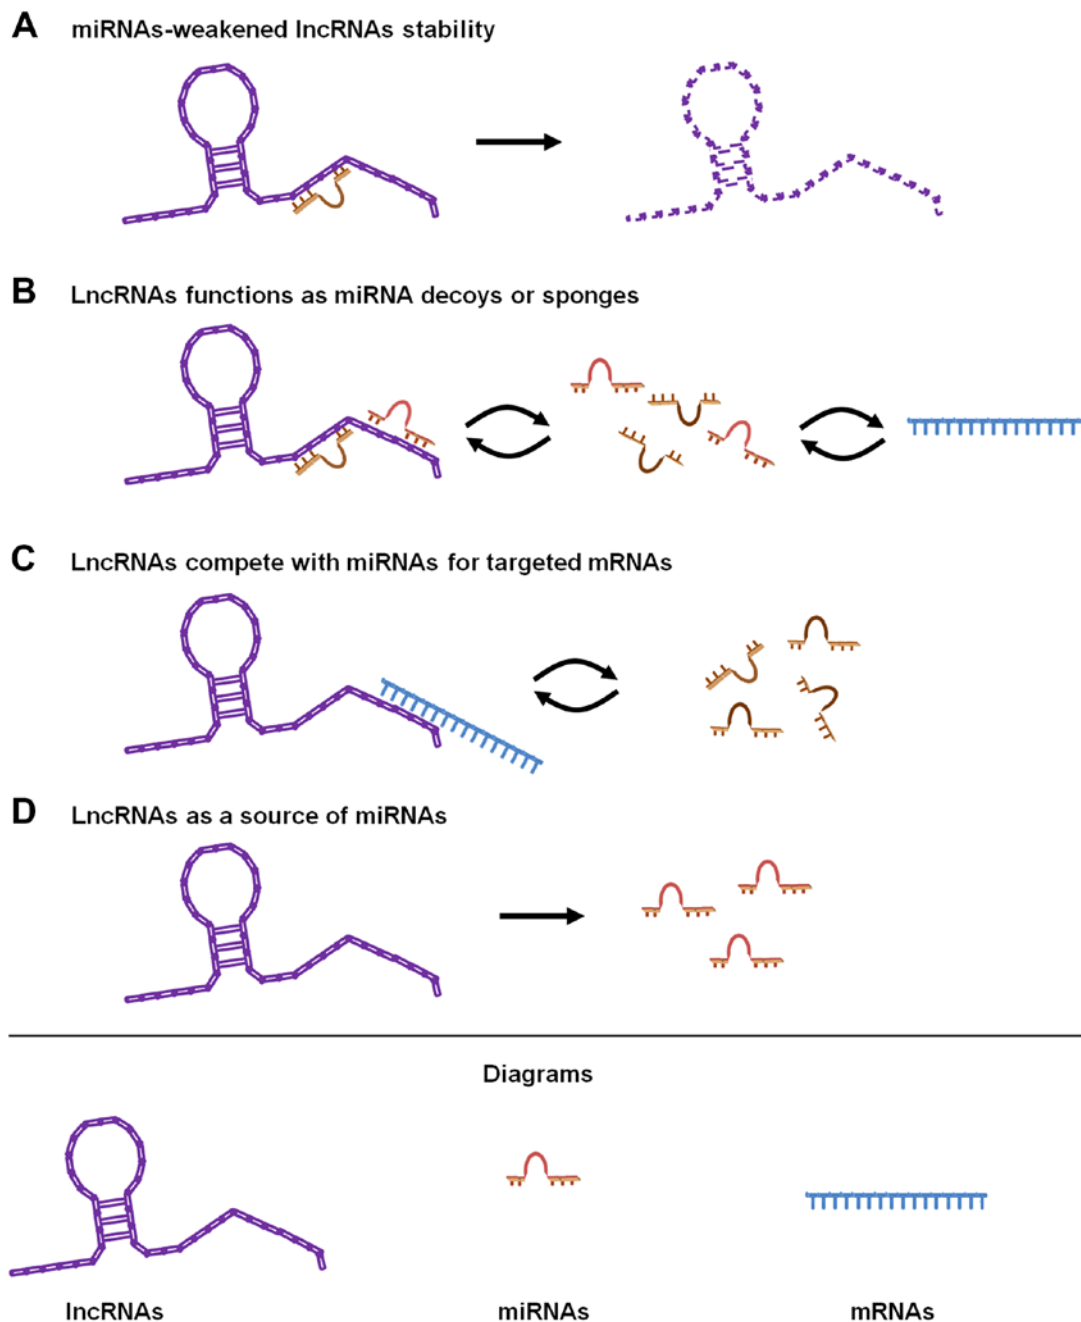 A miRNAs-weakened lncRNAs stability
B LncRNAs functions as miRNA decoys or sponges
C LncRNAs compete with miRNAs for targeted mRNAs
D LncRNAs as a source of miRNAs
Diagrams
lncRNAs miRNAs mRNAs